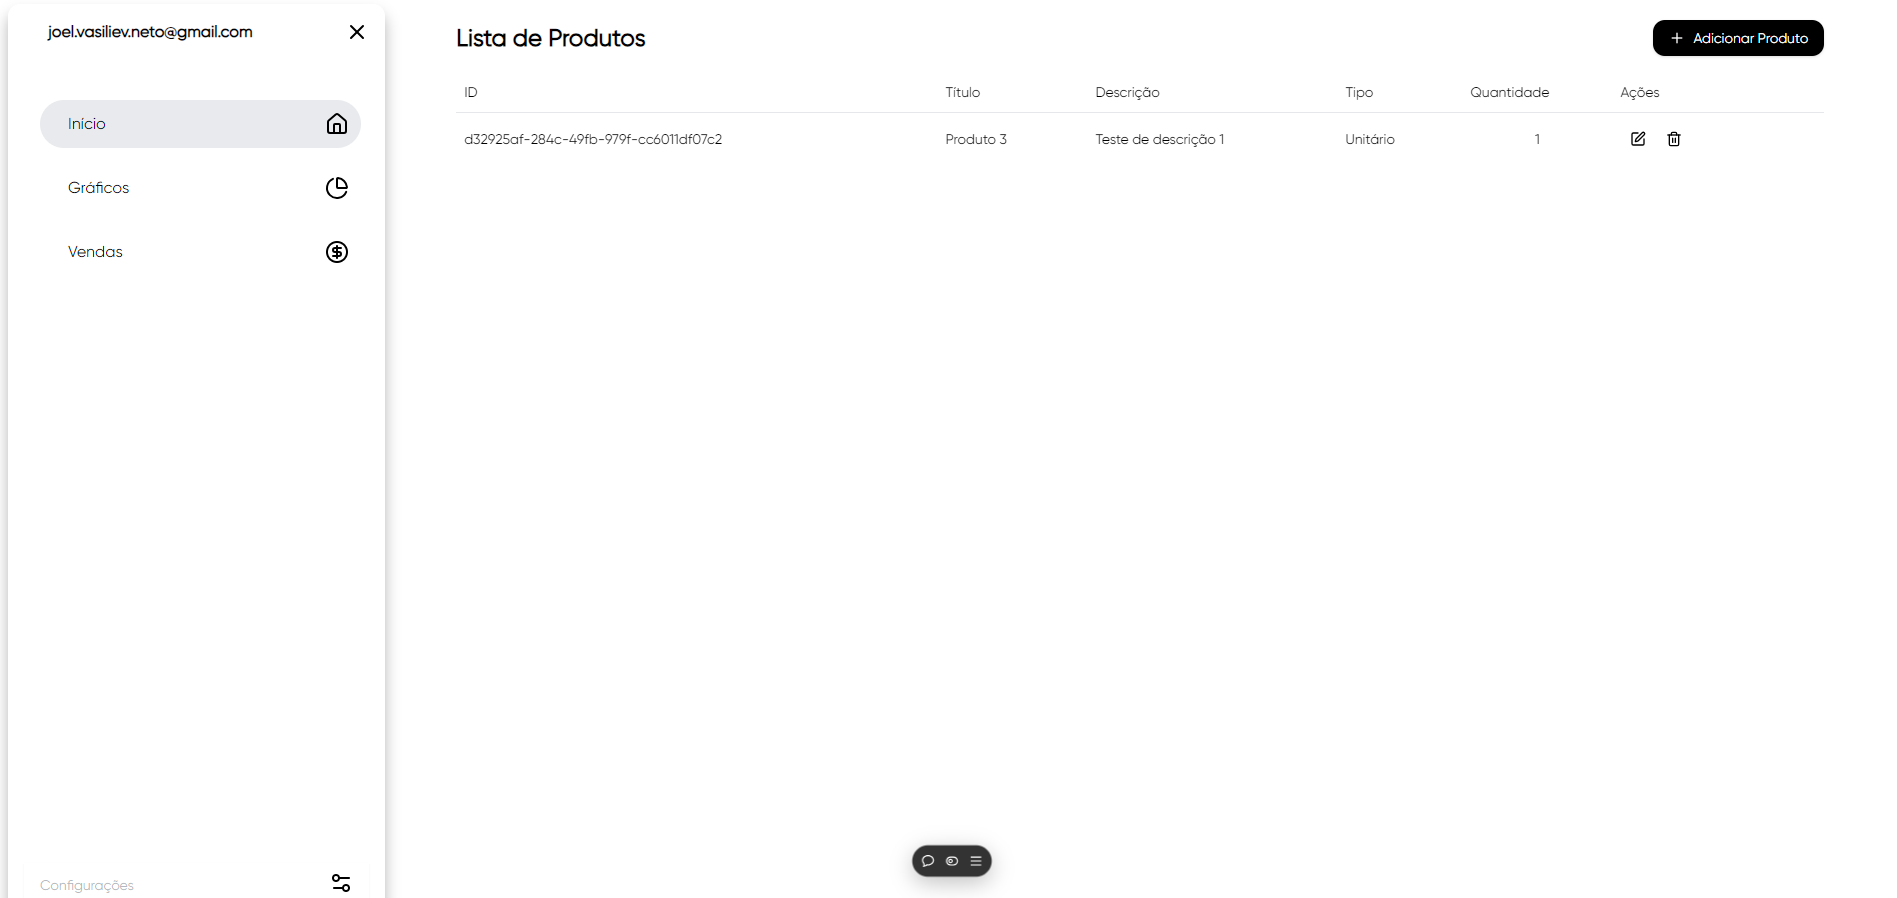 joel.vasiliev.neto@gmail.com
Início
Gráficos
Vendas
Configurações
Lista de Produtos
Adicionar Produto
ID Título Descrição Tipo Quantidade Ações
d32925af-284c-49fb-979f-cc6011df07c2 Produto 3 Teste de descrição 1 Unitário 1